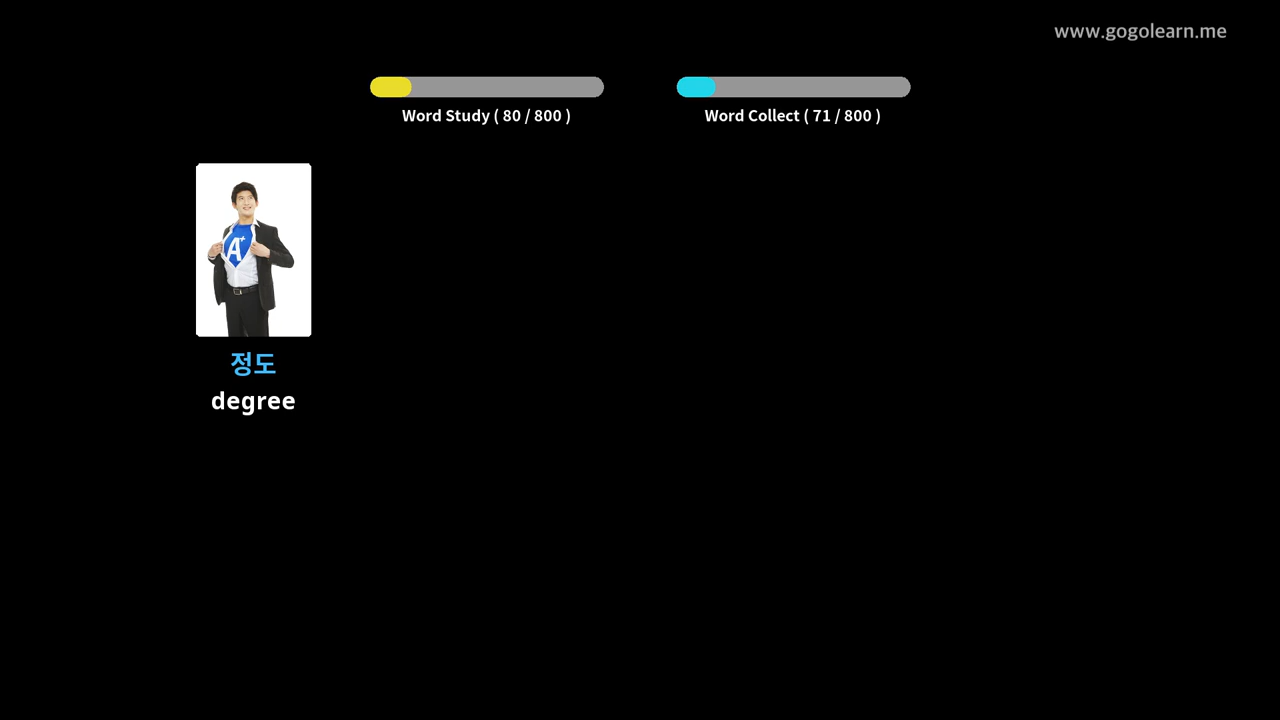 www.gogolearn.me
Word Study ( 80 / 800 )
Word Collect ( 71 / 800 )
A+
정도
degree